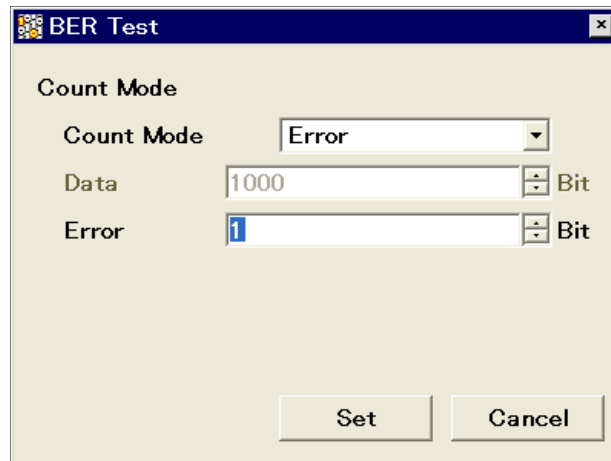 BER Test
Count Mode
Count Mode Error
Data 1000 Bit
Error 1 Bit
Set Cancel